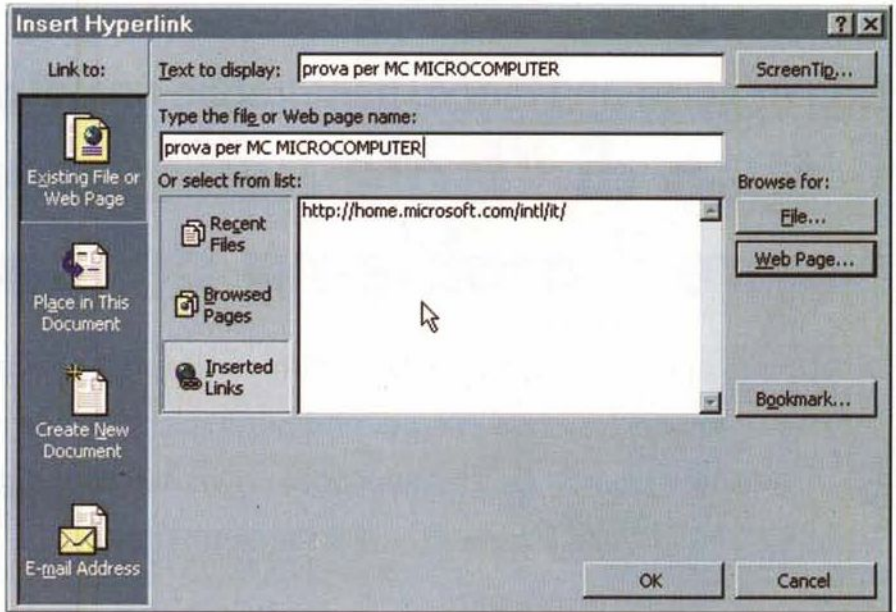 Insert Hyperlink
Link to:
Text to display:
prova per MC MICROCOMPUTER
ScreenTip...
Type the file or Web page name:
prova per MC MICROCOMPUTER
Existing File or
Web Page
Or select from list:
Browse for:
Recent
Files
http://home.microsoft.com/intl/it/
File...
Web Page...
Place in This
Document
Browsed
Pages
Inserted
Links
Bookmark...
Create New
Document
E-mail Address
OK
Cancel